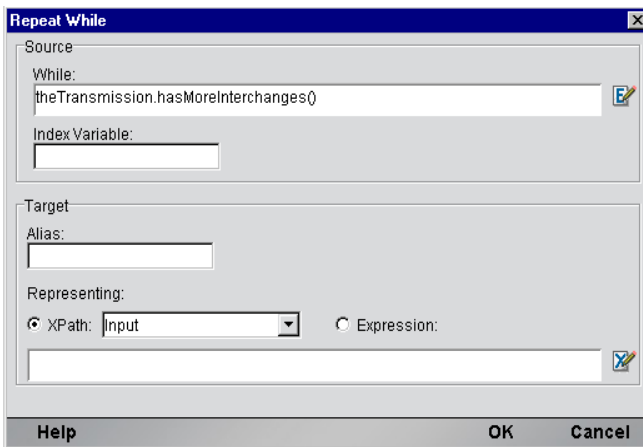 Repeat While
Source
While:
theTransmission.hasMoreInterchanges()
Index Variable:
Target
Alias:
Representing:
XPath: Input Expression:
Help OK Cancel